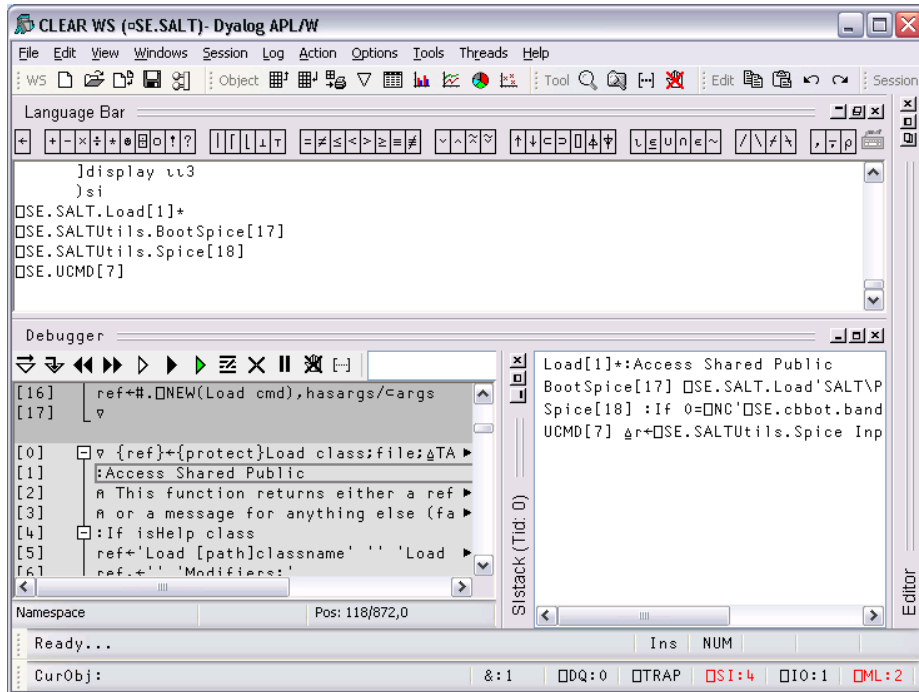 CLEAR WS (⎕SE.SALT)- Dyalog APL/W
File Edit View Windows Session Log Action Options Tools Threads Help
WS Object Tool Edit Session
Language Bar
← + - × ÷ * ⍟ ⌹ ○ ! ? | ⌈ ⌊ ⊥ ⊤ = ≠ ≤ < > ≥ ≡ ≢ ∨ ∧ ⍲ ⍱ ↑ ↓ ⊂ ⊃ ⌷ ⍋ ⍒ ⍳ ⍷ ∪ ∩ ∊ ~ / \ ⌿ ⍀ , ⍪ ⍴
]display ⍳⍳3
)si
⎕SE.SALT.Load[1]*
⎕SE.SALTUtils.BootSpice[17]
⎕SE.SALTUtils.Spice[18]
⎕SE.UCMD[7]
Debugger
[16] ref←#.⎕NEW(Load cmd),hasargs/⊂args
[17] ∇
[0] ∇ {ref}←{protect}Load class;file;⍙TA
[1] :Access Shared Public
[2] ⍝ This function returns either a ref
[3] ⍝ or a message for anything else (fa
[4] :If isHelp class
[5] ref←'Load [path]classname' '' 'Load
[6] ref,←'' 'Modifiers:'
Namespace Pos: 118/872,0
SIstack (Tid: 0)
Load[1]*:Access Shared Public
BootSpice[17] ⎕SE.SALT.Load'SALT\P
Spice[18] :If 0=⎕NC'⎕SE.cbbot.band
UCMD[7] ⍙r←⎕SE.SALTUtils.Spice Inp
Editor
Ready... Ins NUM
CurObj: &:1 ⎕DQ:0 ⎕TRAP ⎕SI:4 ⎕IO:1 ⎕ML:2